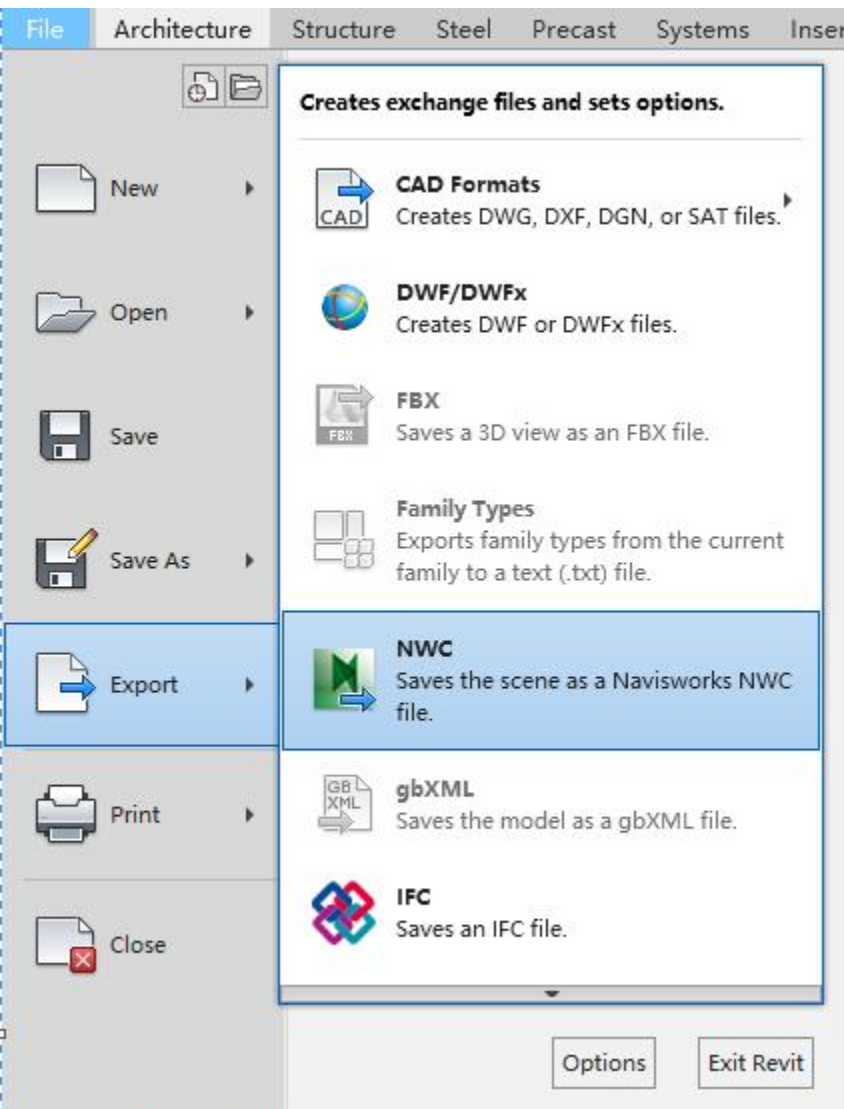 File Architecture Structure Steel Precast Systems Inser
Creates exchange files and sets options.
New
Open
Save
Save As
Export
Print
Close
CAD
CAD Formats
Creates DWG, DXF, DGN, or SAT files.
DWF/DWFx
Creates DWF or DWFx files.
FBX
FBX
Saves a 3D view as an FBX file.
Family Types
Exports family types from the current
family to a text (.txt) file.
NWC
Saves the scene as a Navisworks NWC
file.
GB
XML
gbXML
Saves the model as a gbXML file.
IFC
Saves an IFC file.
Options
Exit Revit